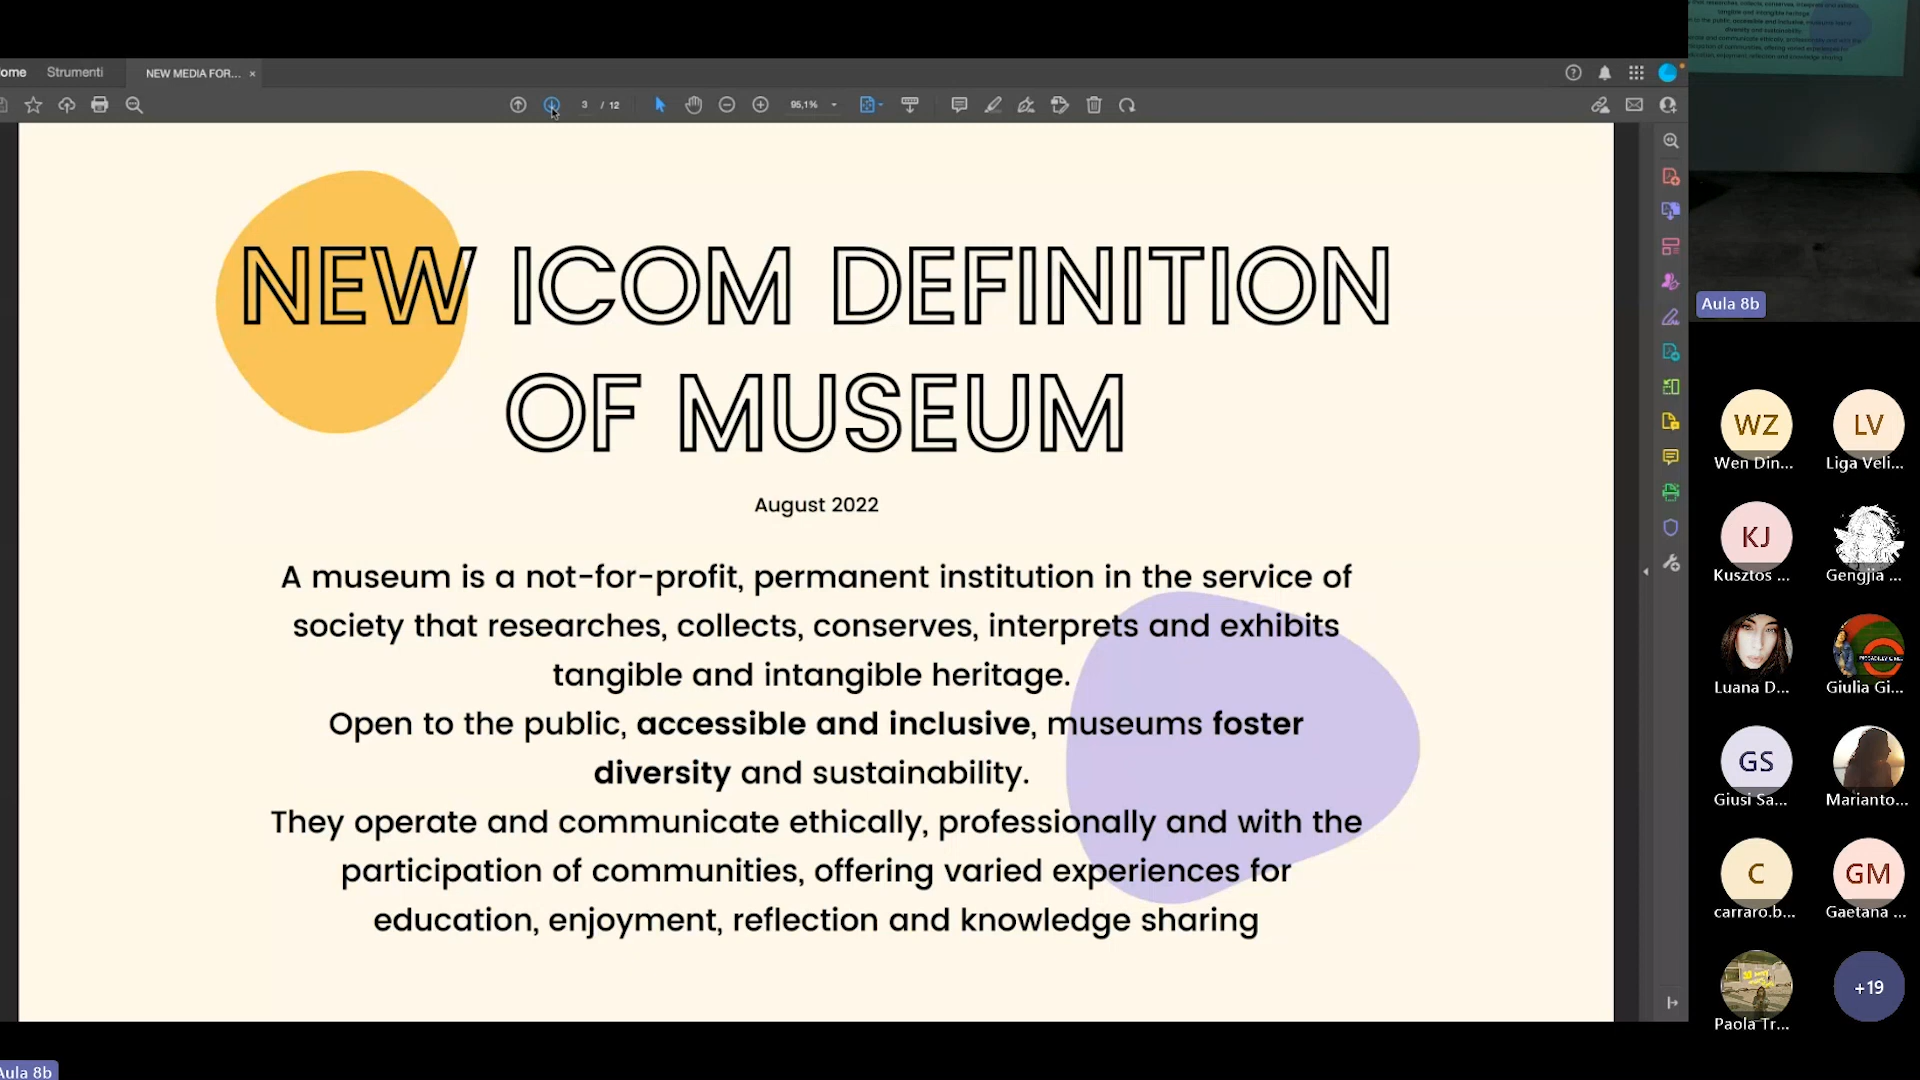 ome Strumenti NEW MEDIA FOR... ×
3 / 12 95,1%
NEW ICOM DEFINITION
OF MUSEUM
August 2022
A museum is a not-for-profit, permanent institution in the service of
society that researches, collects, conserves, interprets and exhibits
tangible and intangible heritage.
Open to the public, accessible and inclusive, museums foster
diversity and sustainability.
They operate and communicate ethically, professionally and with the
participation of communities, offering varied experiences for
education, enjoyment, reflection and knowledge sharing
Aula 8b
Aula 8b
WZ LV
Wen Din... Liga Veli...
KJ
Kusztos ... Gengjia ...
Luana D... Giulia Gi...
GS
Giusi Sa... Marianto...
C GM
carraro.b... Gaetana ...
+19
Paola Tr...